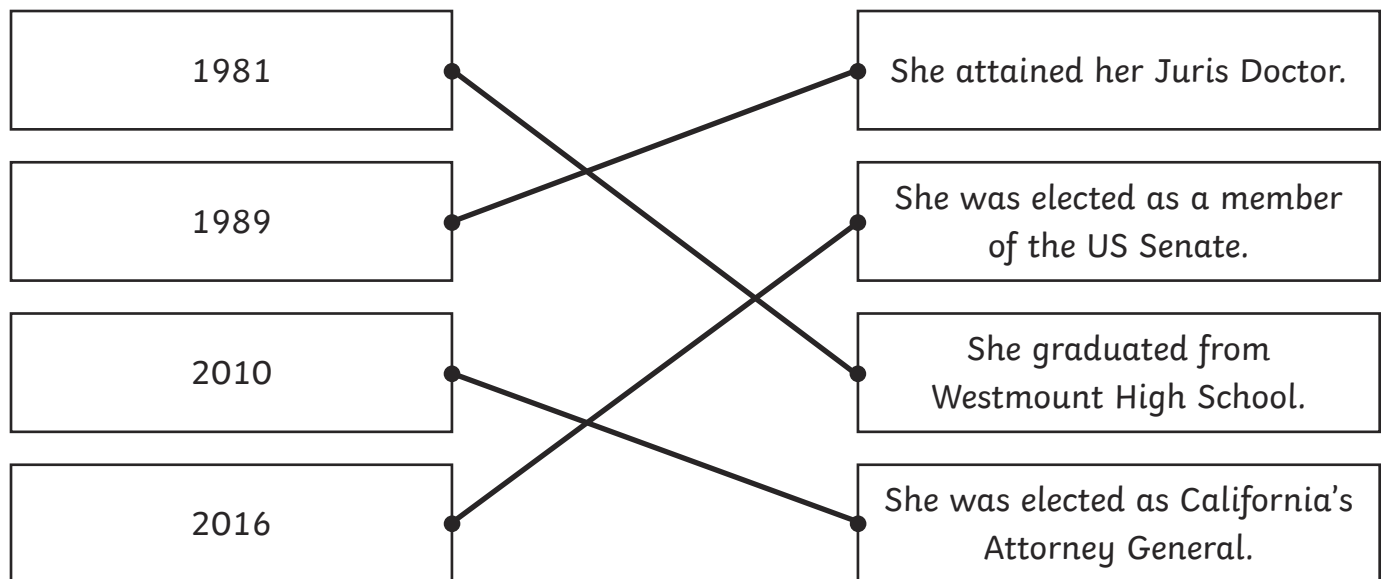 1981
She attained her Juris Doctor.
1989
She was elected as a member
of the US Senate.
2010
She graduated from
Westmount High School.
2016
She was elected as California's
Attorney General.